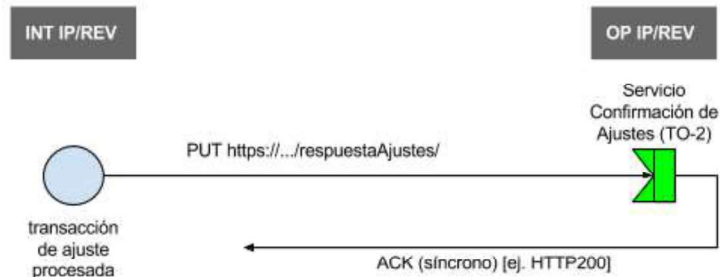 INT IP/REV
OP IP/REV
Servicio
Confirmación de
Ajustes (TO-2)
PUT https://.../respuestaAjustes/
transacción
de ajuste
procesada
ACK (síncrono) [ej. HTTP200]